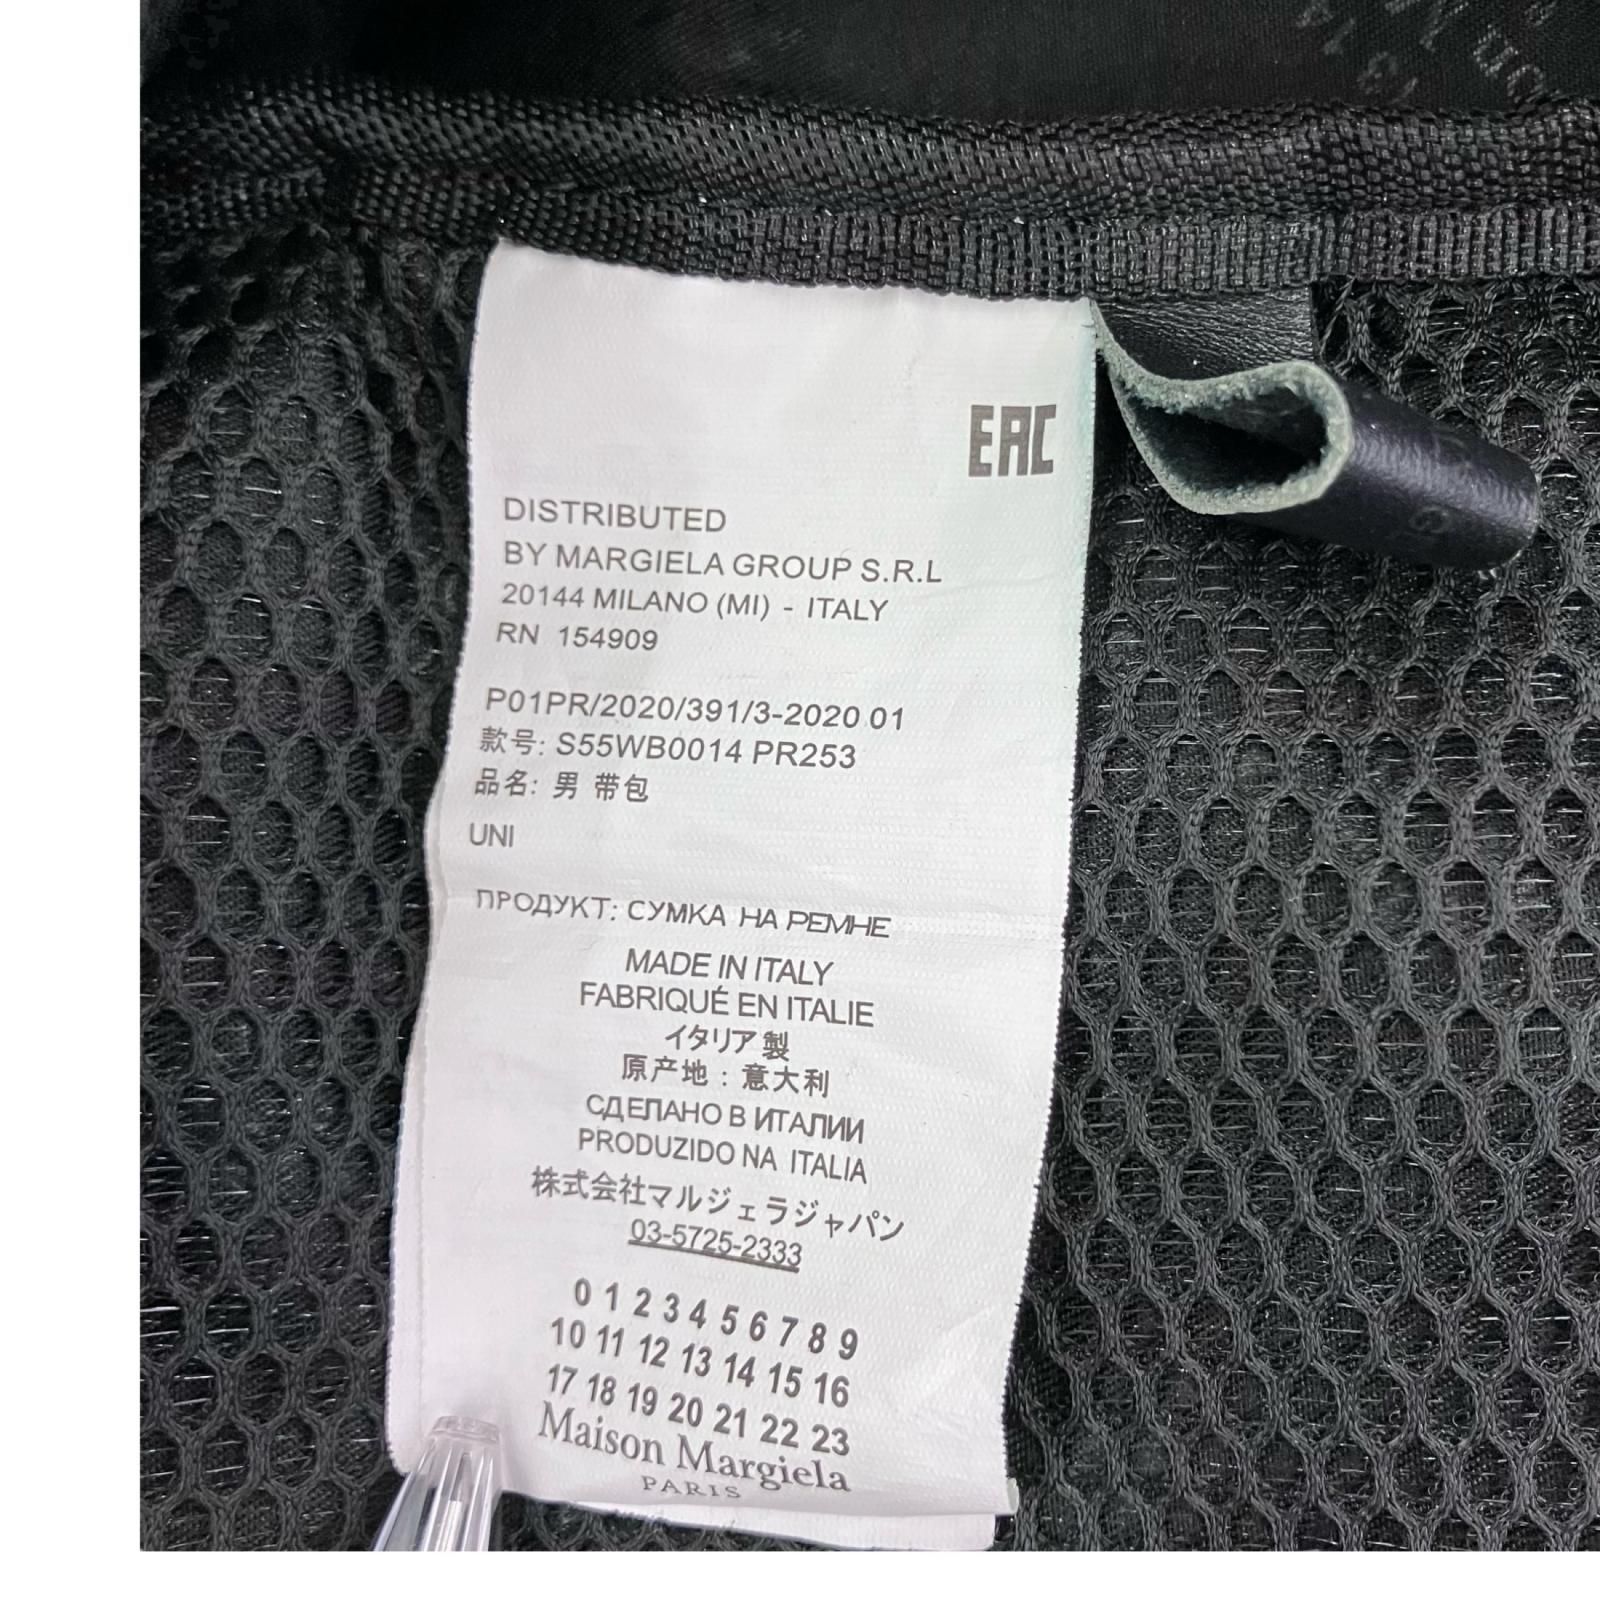 EAC
DISTRIBUTED
BY MARGIELA GROUP S.R.L
20144 MILANO (MI) - ITALY
RN 154909
P01PR/2020/391/3-2020 01
款号: S55WB0014 PR253
品名: 男 带包
UNI
ПРОДУКТ: СУМКА НА РЕМНЕ
MADE IN ITALY
FABRIQUÉ EN ITALIE
イタリア製
原产地 : 意大利
СДЕЛАНО В ИТАЛИИ
PRODUZIDO NA ITALIA
株式会社マルジェラジャパン
03-5725-2333
0 1 2 3 4 5 6 7 8 9
10 11 12 13 14 15 16
17 18 19 20 21 22 23
Maison Margiela
PARIS